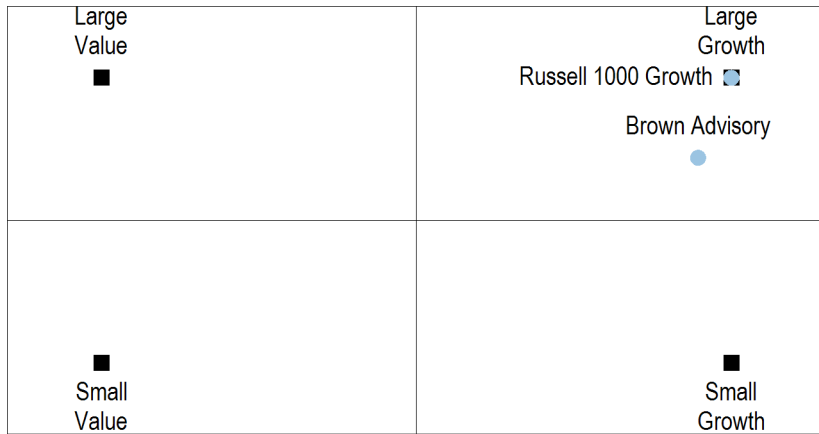 Large
Value
Large
Growth
Russell 1000 Growth
Brown Advisory
Small
Value
Small
Growth